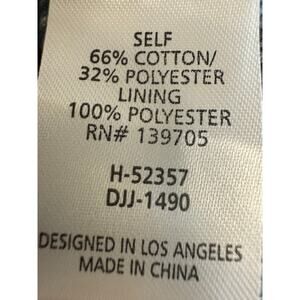 SELF
66% COTTON/
32% POLYESTER
LINING
100% POLYESTER
RN# 139705
H-52357
DJJ-1490
DESIGNED IN LOS ANGELES
MADE IN CHINA